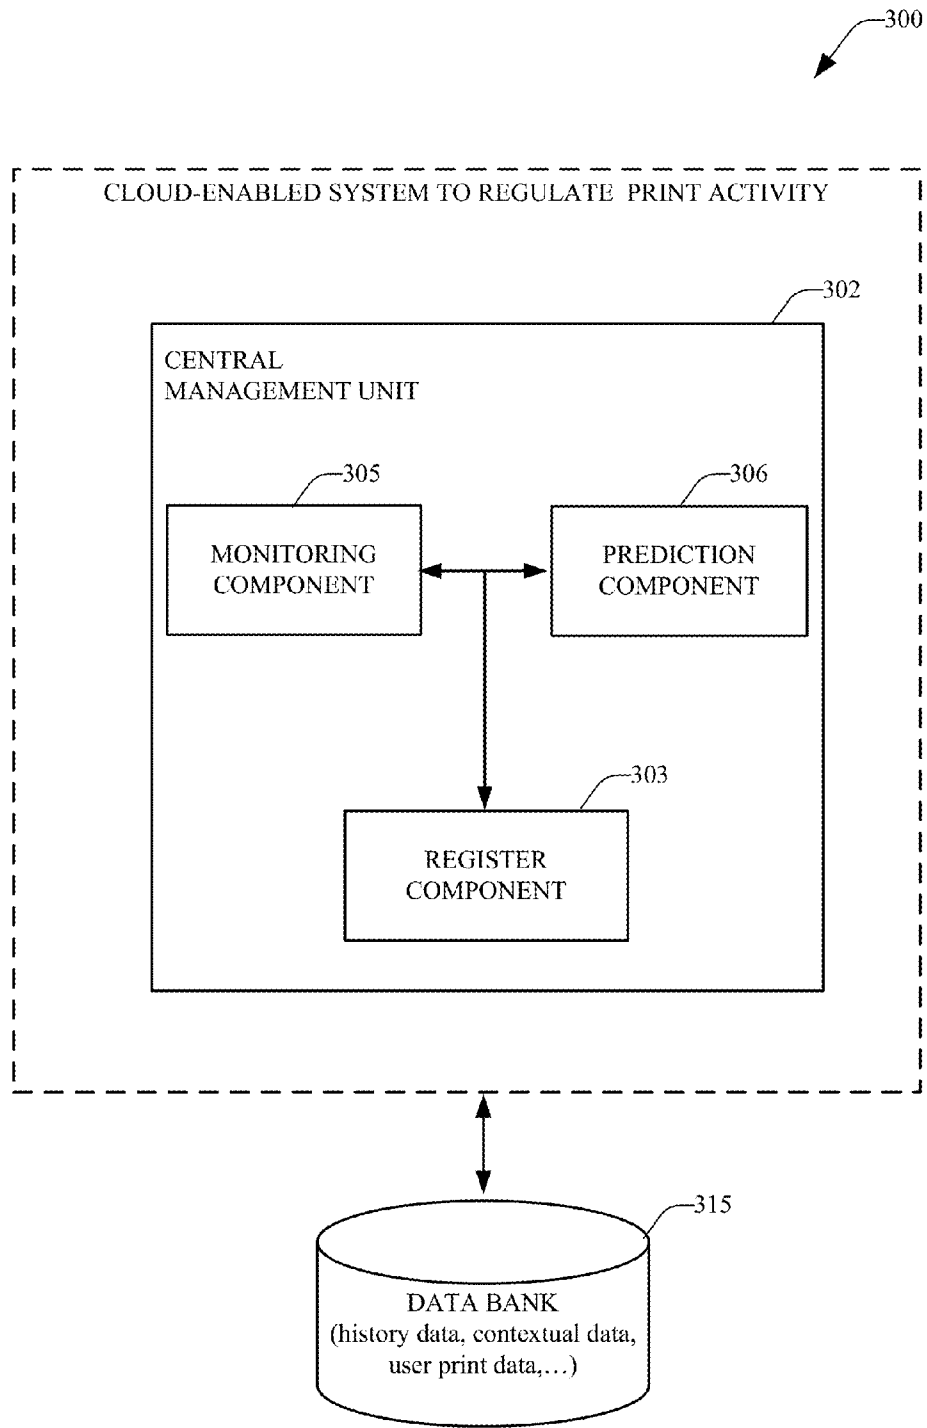 300
CLOUD-ENABLED SYSTEM TO REGULATE PRINT ACTIVITY
302
CENTRAL
MANAGEMENT UNIT
305
306
MONITORING
COMPONENT
PREDICTION
COMPONENT
303
REGISTER
COMPONENT
315
DATA BANK
(history data, contextual data,
user print data,...)